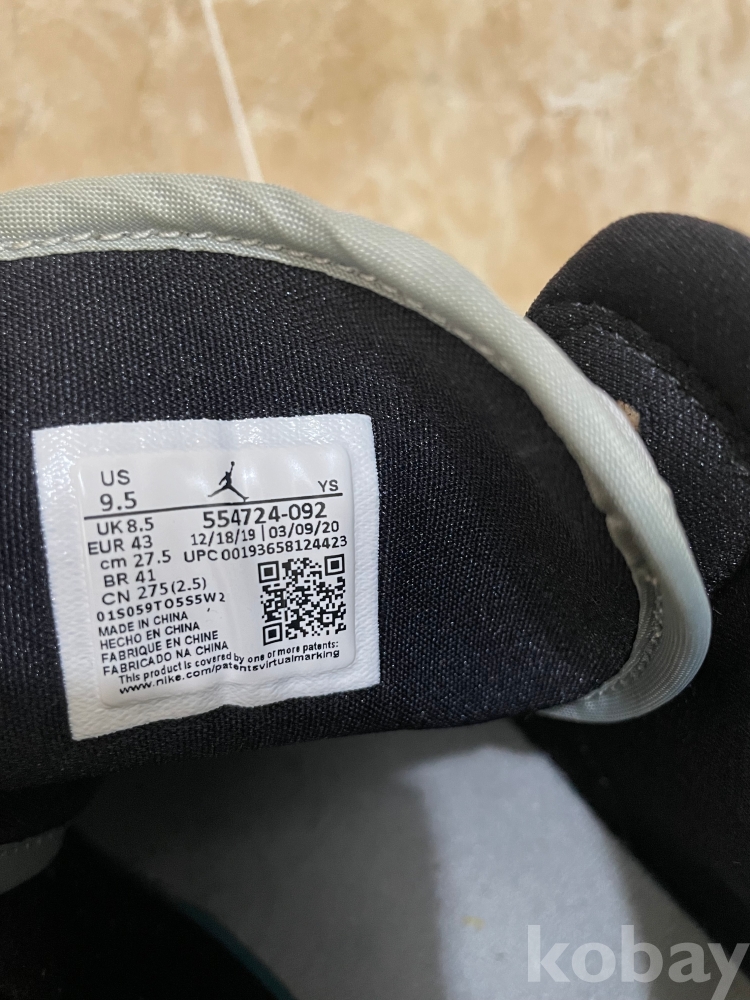 US
9.5 YS
UK 8.5 554724-092
EUR 43 12/18/19 | 03/09/20
cm 27.5 UPC 00193658124423
BR 41
CN 275(2.5)
01S059TO5S5W2
MADE IN CHINA
HECHO EN CHINA
FABRIQUE EN CHINE
FABRICADO NA CHINA
This product is covered by one or more patents:
www.nike.com/patentsvirtualmarking
kobay